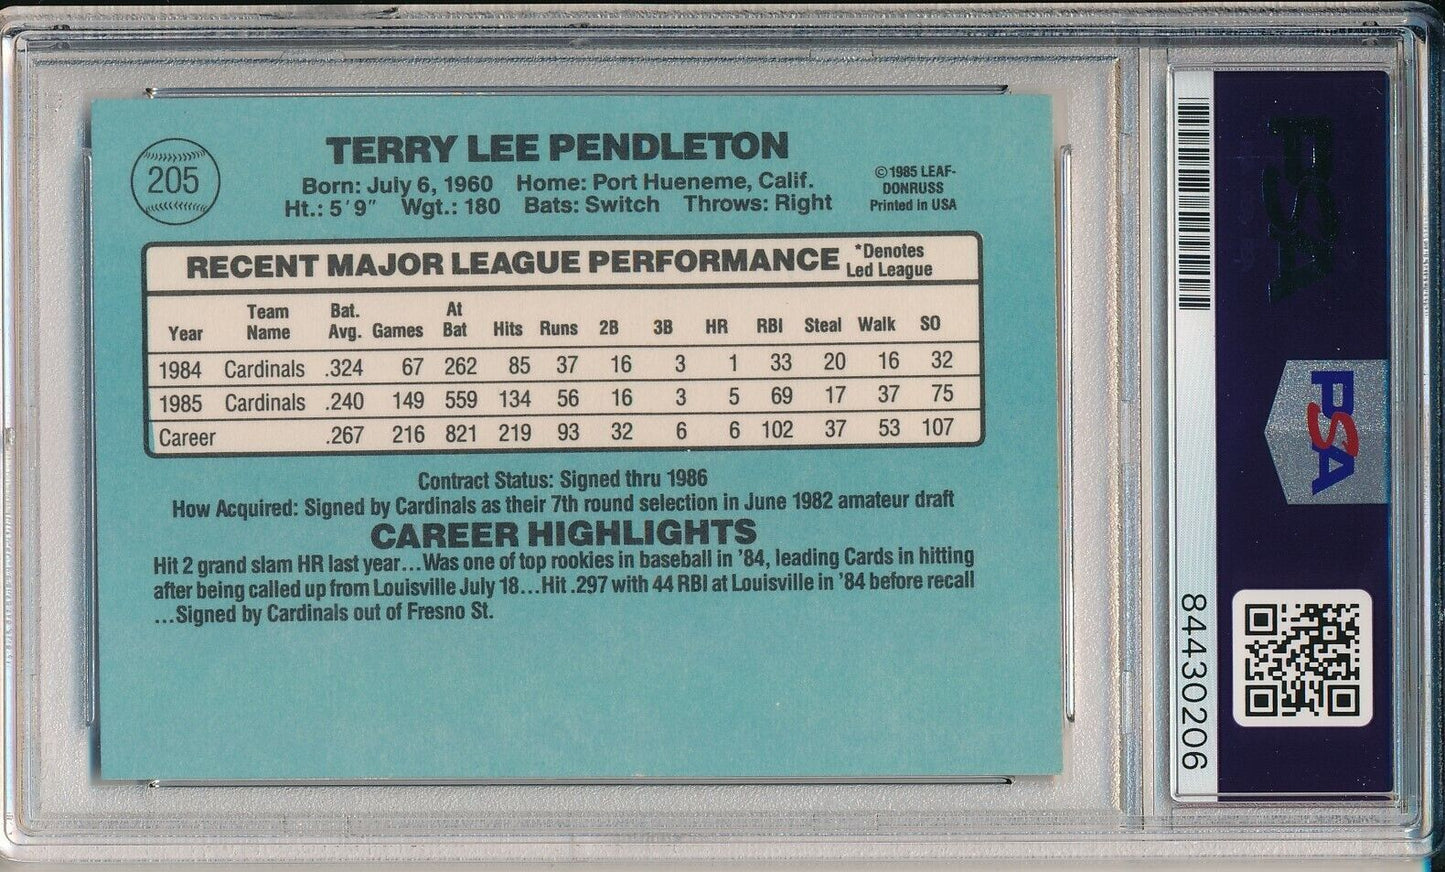 205
TERRY LEE PENDLETON
Born: July 6, 1960 Home: Port Hueneme, Calif.
Ht.: 5'9" Wgt.: 180 Bats: Switch Throws: Right
©1985 LEAF-
DONRUSS
Printed in USA
RECENT MAJOR LEAGUE PERFORMANCE
*Denotes
Led League
Year Team Name Bat. Avg. Games At Bat Hits Runs 2B 3B HR RBI Steal Walk SO
1984 Cardinals .324 67 262 85 37 16 3 1 33 20 16 32
1985 Cardinals .240 149 559 134 56 16 3 5 69 17 37 75
Career .267 216 821 219 93 32 6 6 102 37 53 107
Contract Status: Signed thru 1986
How Acquired: Signed by Cardinals as their 7th round selection in June 1982 amateur draft
CAREER HIGHLIGHTS
Hit 2 grand slam HR last year...Was one of top rookies in baseball in '84, leading Cards in hitting
after being called up from Louisville July 18...Hit .297 with 44 RBI at Louisville in '84 before recall
...Signed by Cardinals out of Fresno St.
PSA
PSA
84430206